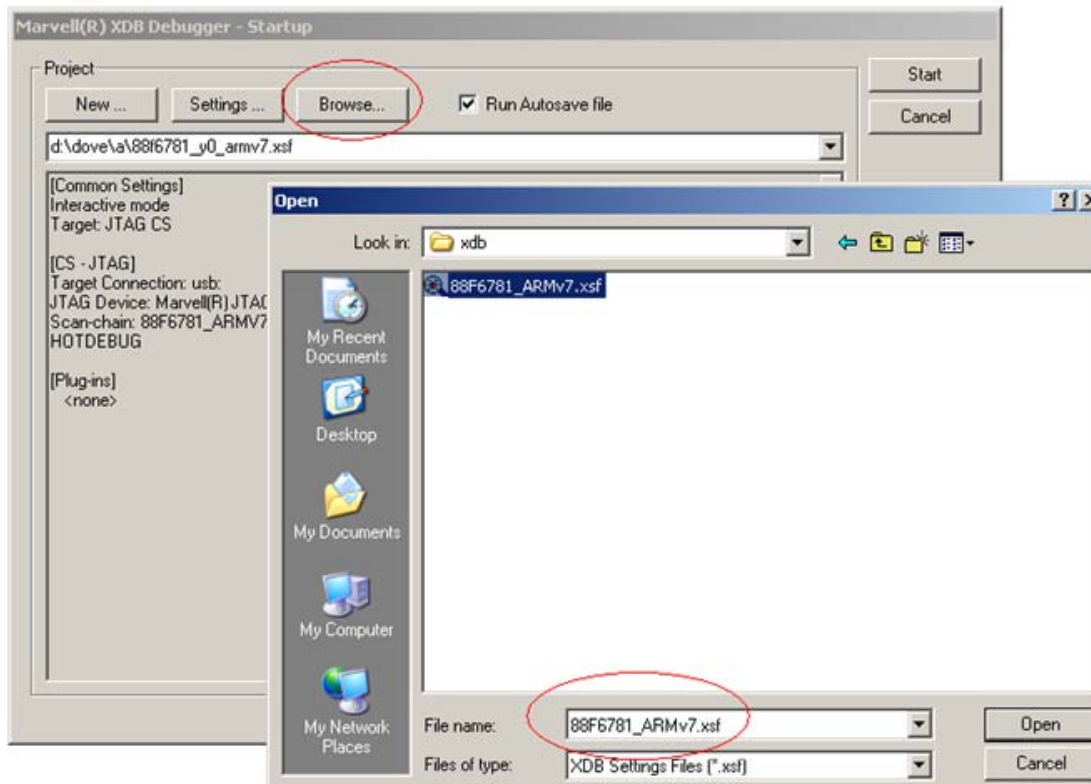 Marvell(R) XDB Debugger - Startup
Project
New ...
Settings ...
Browse...
Run Autosave file
Start
Cancel
d:\dove\a\88f6781_y0_armv7.xsf
[Common Settings]
Interactive mode
Target: JTAG CS
[CS - JTAG]
Target Connection: usb:
JTAG Device: Marvell(R) JTAG
Scan-chain: 88F6781_ARMV7
HOTDEBUG
[Plug-ins]
<none>
Open
Look in:
xdb
88F6781_ARMv7.xsf
My Recent
Documents
Desktop
My Documents
My Computer
My Network
Places
File name:
88F6781_ARMv7.xsf
Open
Files of type:
XDB Settings Files (*.xsf)
Cancel